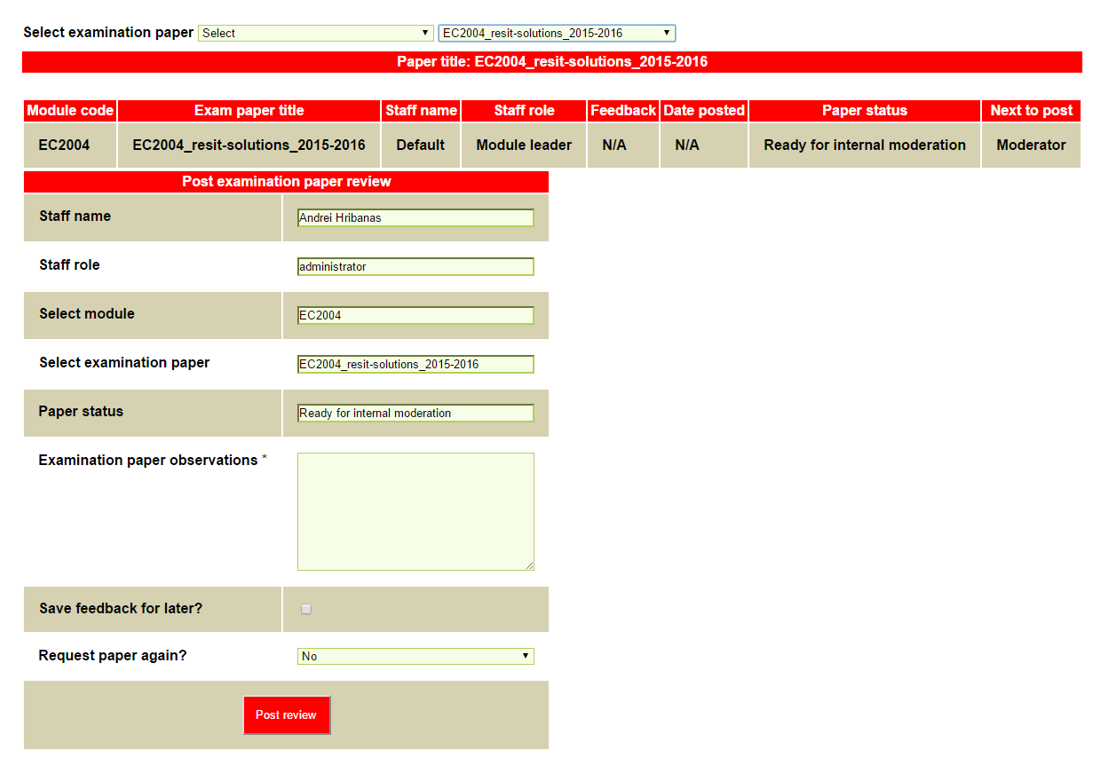 Select examination paper Select EC2004_resit-solutions_2015-2016
Paper title: EC2004_resit-solutions_2015-2016
Module code Exam paper title Staff name Staff role Feedback Date posted Paper status Next to post
EC2004 EC2004_resit-solutions_2015-2016 Default Module leader N/A N/A Ready for internal moderation Moderator
Post examination paper review
Staff name Andrei Hribanas
Staff role administrator
Select module EC2004
Select examination paper EC2004_resit-solutions_2015-2016
Paper status Ready for internal moderation
Examination paper observations *
Save feedback for later?
Request paper again? No
Post review